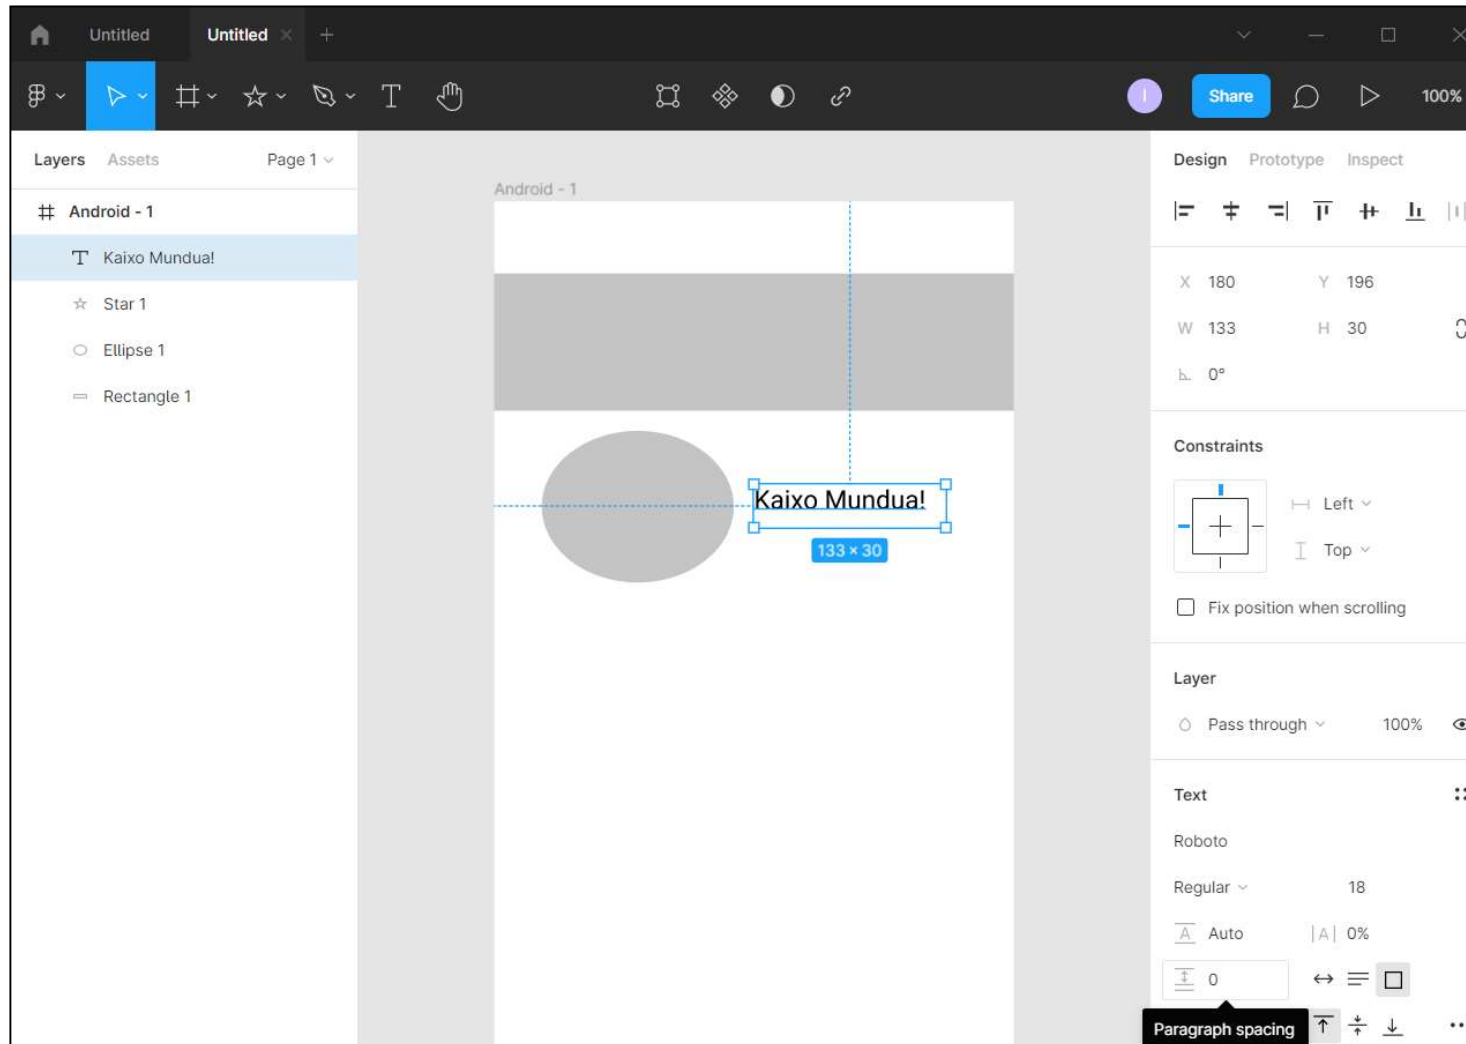 Untitled
Untitled
I
Share
100%
Layers Assets Page 1
Android - 1
Kaixo Mundua!
Star 1
Ellipse 1
Rectangle 1
Android - 1
Kaixo Mundua!
133 × 30
Design Prototype Inspect
X 180 Y 196
W 133 H 30
0°
Constraints
Left
Top
Fix position when scrolling
Layer
Pass through 100%
Text
Roboto
Regular 18
A Auto |A| 0%
0
Paragraph spacing